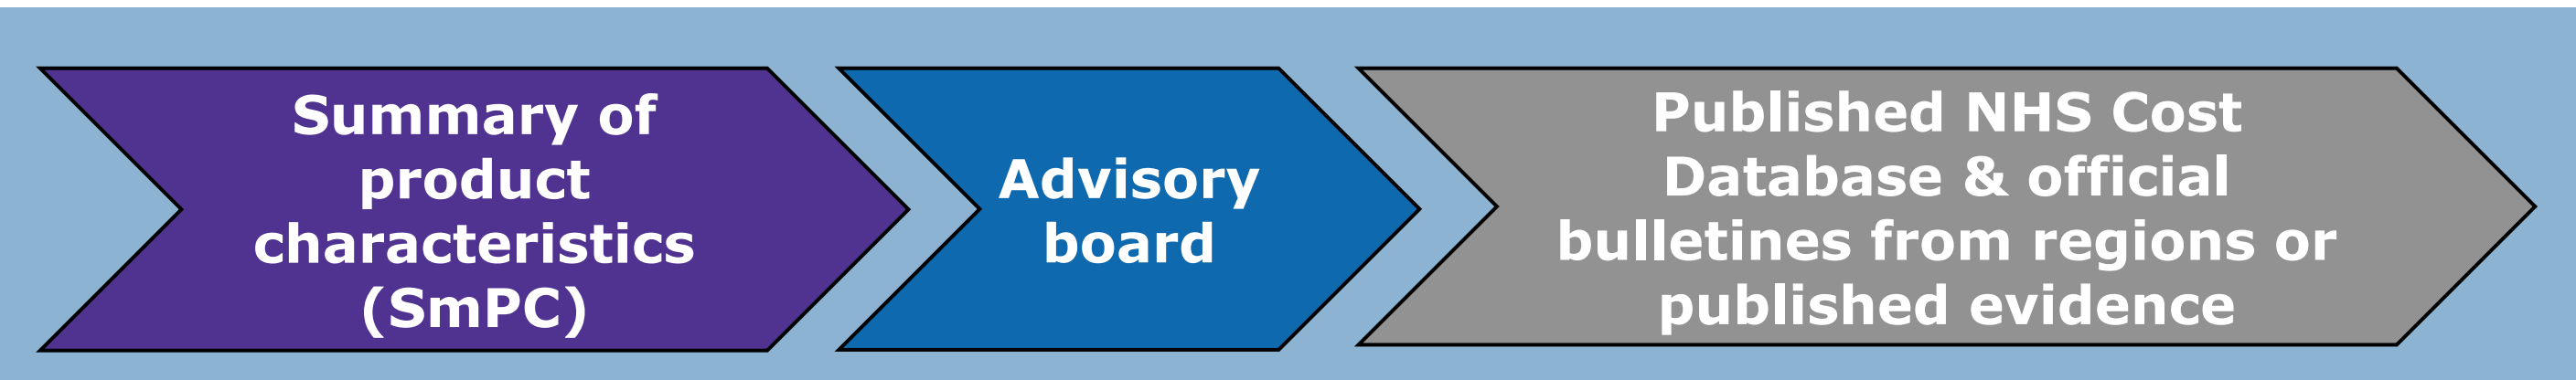 Summary of
product
characteristics
(SmPC)
Advisory
board
Published NHS Cost
Database & official
bulletines from regions or
published evidence